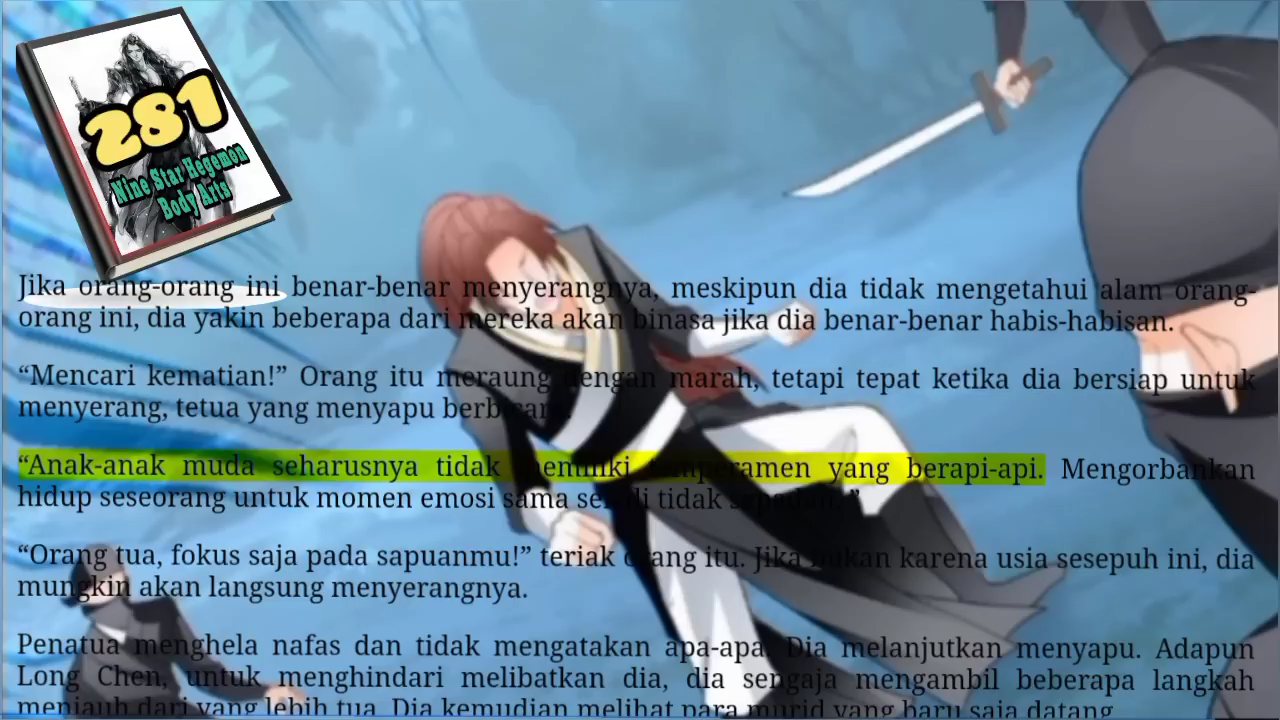 281
Nine Star Hegemon
Body Arts
Jika orang-orang ini benar-benar menyerangnya, meskipun dia tidak mengetahui alam orang-
orang ini, dia yakin beberapa dari mereka akan binasa jika dia benar-benar habis-habisan.
“Mencari kematian!” Orang itu meraung dengan marah, tetapi tepat ketika dia bersiap untuk
menyerang, tetua yang menyapu berbicara.
“Anak-anak muda seharusnya tidak memiliki temperamen yang berapi-api. Mengorbankan
hidup seseorang untuk momen emosi sama sekali tidak sepadan.”
“Orang tua, fokus saja pada sapuanmu!” teriak orang itu. Jika bukan karena usia sesepuh ini, dia
mungkin akan langsung menyerangnya.
Penatua menghela nafas dan tidak mengatakan apa-apa. Dia melanjutkan menyapu. Adapun
Long Chen, untuk menghindari melibatkan dia, dia sengaja mengambil beberapa langkah
menjauh dari yang lebih tua. Dia kemudian melihat para murid yang baru saja datang